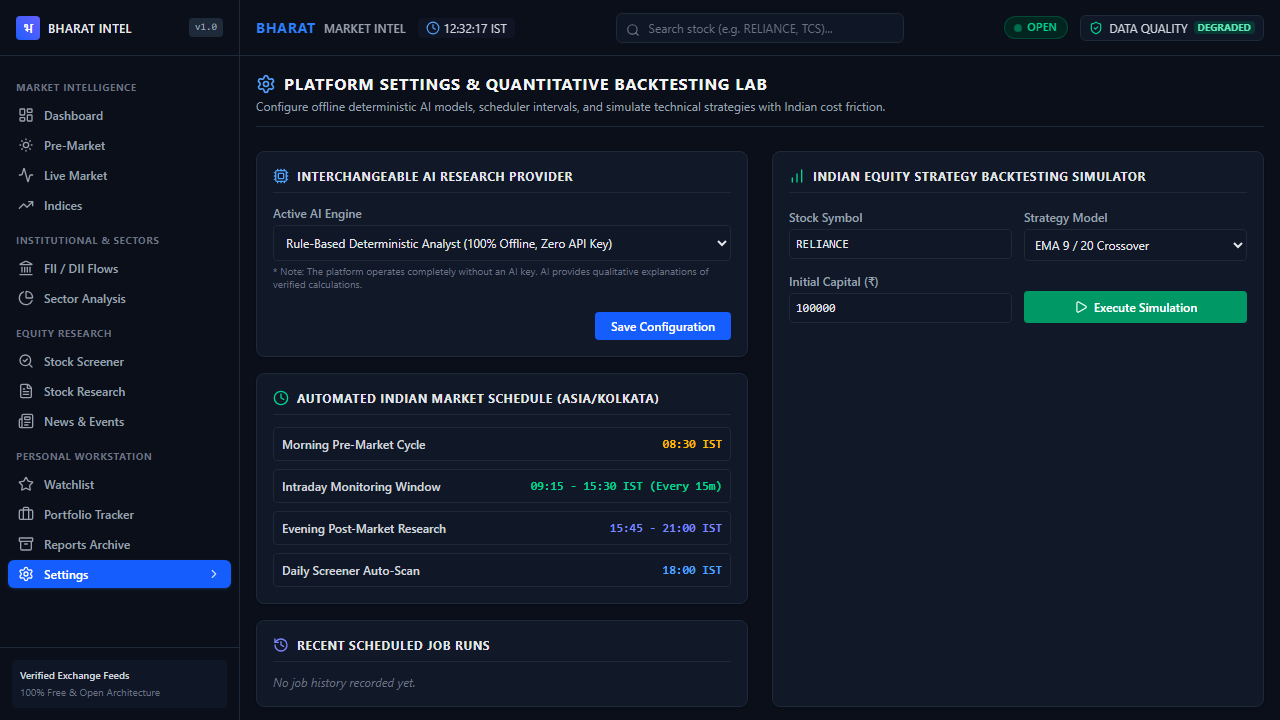 भ BHARAT INTEL v1.0
MARKET INTELLIGENCE
Dashboard
Pre-Market
Live Market
Indices
INSTITUTIONAL & SECTORS
FII / DII Flows
Sector Analysis
EQUITY RESEARCH
Stock Screener
Stock Research
News & Events
PERSONAL WORKSTATION
Watchlist
Portfolio Tracker
Reports Archive
Settings
Verified Exchange Feeds
100% Free & Open Architecture
BHARAT MARKET INTEL 12:32:17 IST Search stock (e.g. RELIANCE, TCS)... OPEN DATA QUALITY DEGRADED
PLATFORM SETTINGS & QUANTITATIVE BACKTESTING LAB
Configure offline deterministic AI models, scheduler intervals, and simulate technical strategies with Indian cost friction.
INTERCHANGEABLE AI RESEARCH PROVIDER
Active AI Engine
Rule-Based Deterministic Analyst (100% Offline, Zero API Key)
* Note: The platform operates completely without an AI key. AI provides qualitative explanations of
verified calculations.
Save Configuration
AUTOMATED INDIAN MARKET SCHEDULE (ASIA/KOLKATA)
Morning Pre-Market Cycle 08:30 IST
Intraday Monitoring Window 09:15 - 15:30 IST (Every 15m)
Evening Post-Market Research 15:45 - 21:00 IST
Daily Screener Auto-Scan 18:00 IST
RECENT SCHEDULED JOB RUNS
No job history recorded yet.
INDIAN EQUITY STRATEGY BACKTESTING SIMULATOR
Stock Symbol Strategy Model
RELIANCE EMA 9 / 20 Crossover
Initial Capital (₹)
100000 Execute Simulation